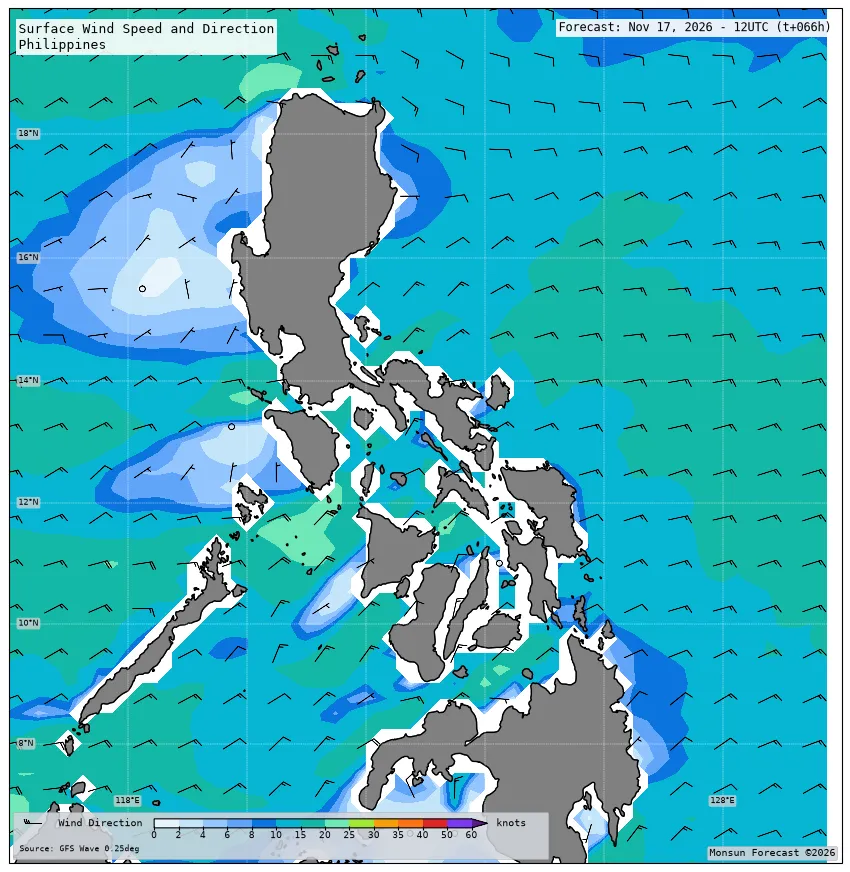 Surface Wind Speed and Direction
Philippines
Forecast: Nov 17, 2026 - 12UTC (t+066h)
18°N
16°N
14°N
12°N
10°N
8°N
118°E
128°E
Wind Direction
0 2 4 6 8 10 15 20 25 30 35 40 50 60
knots
Source: GFS Wave 0.25deg
Monsun Forecast ©2026